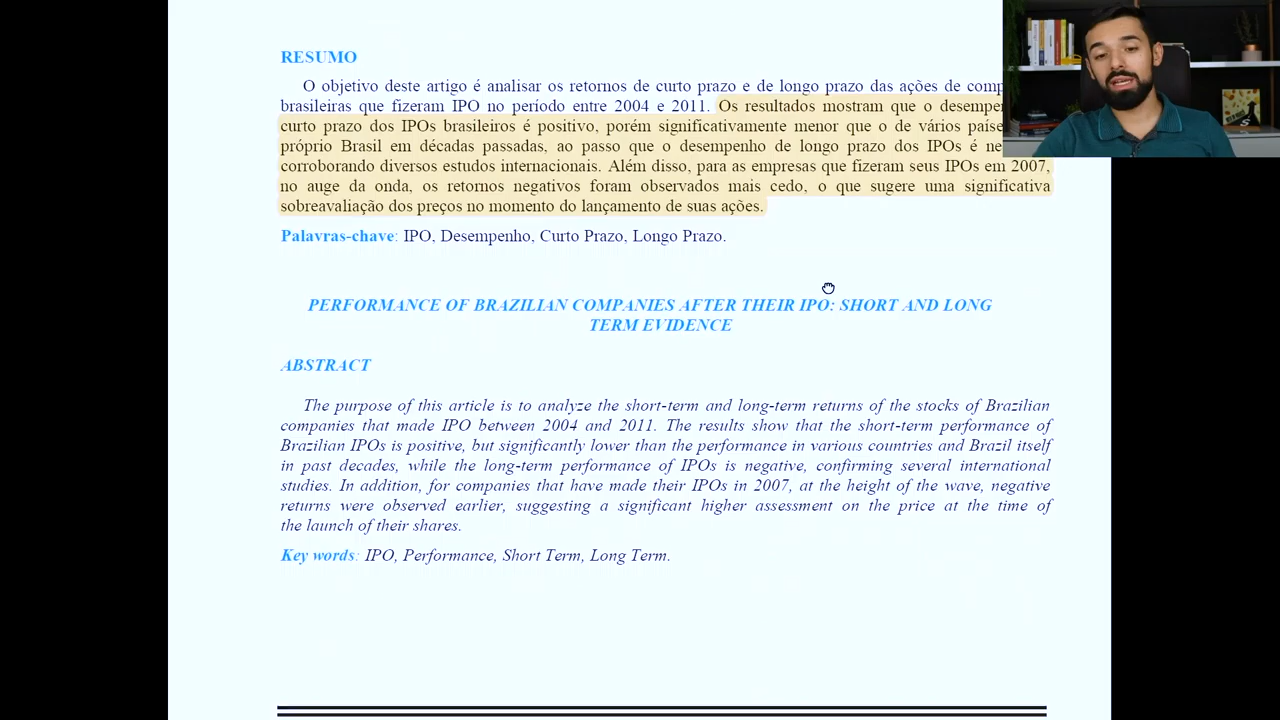 RESUMO
O objetivo deste artigo é analisar os retornos de curto prazo e de longo prazo das ações de comp
brasileiras que fizeram IPO no período entre 2004 e 2011. Os resultados mostram que o desempe
curto prazo dos IPOs brasileiros é positivo, porém significativamente menor que o de vários paíse
próprio Brasil em décadas passadas, ao passo que o desempenho de longo prazo dos IPOs é ne
corroborando diversos estudos internacionais. Além disso, para as empresas que fizeram seus IPOs em 2007,
no auge da onda, os retornos negativos foram observados mais cedo, o que sugere uma significativa
sobreavaliação dos preços no momento do lançamento de suas ações.
Palavras-chave: IPO, Desempenho, Curto Prazo, Longo Prazo.
PERFORMANCE OF BRAZILIAN COMPANIES AFTER THEIR IPO: SHORT AND LONG
TERM EVIDENCE
ABSTRACT
The purpose of this article is to analyze the short-term and long-term returns of the stocks of Brazilian
companies that made IPO between 2004 and 2011. The results show that the short-term performance of
Brazilian IPOs is positive, but significantly lower than the performance in various countries and Brazil itself
in past decades, while the long-term performance of IPOs is negative, confirming several international
studies. In addition, for companies that have made their IPOs in 2007, at the height of the wave, negative
returns were observed earlier, suggesting a significant higher assessment on the price at the time of
the launch of their shares.
Key words: IPO, Performance, Short Term, Long Term.